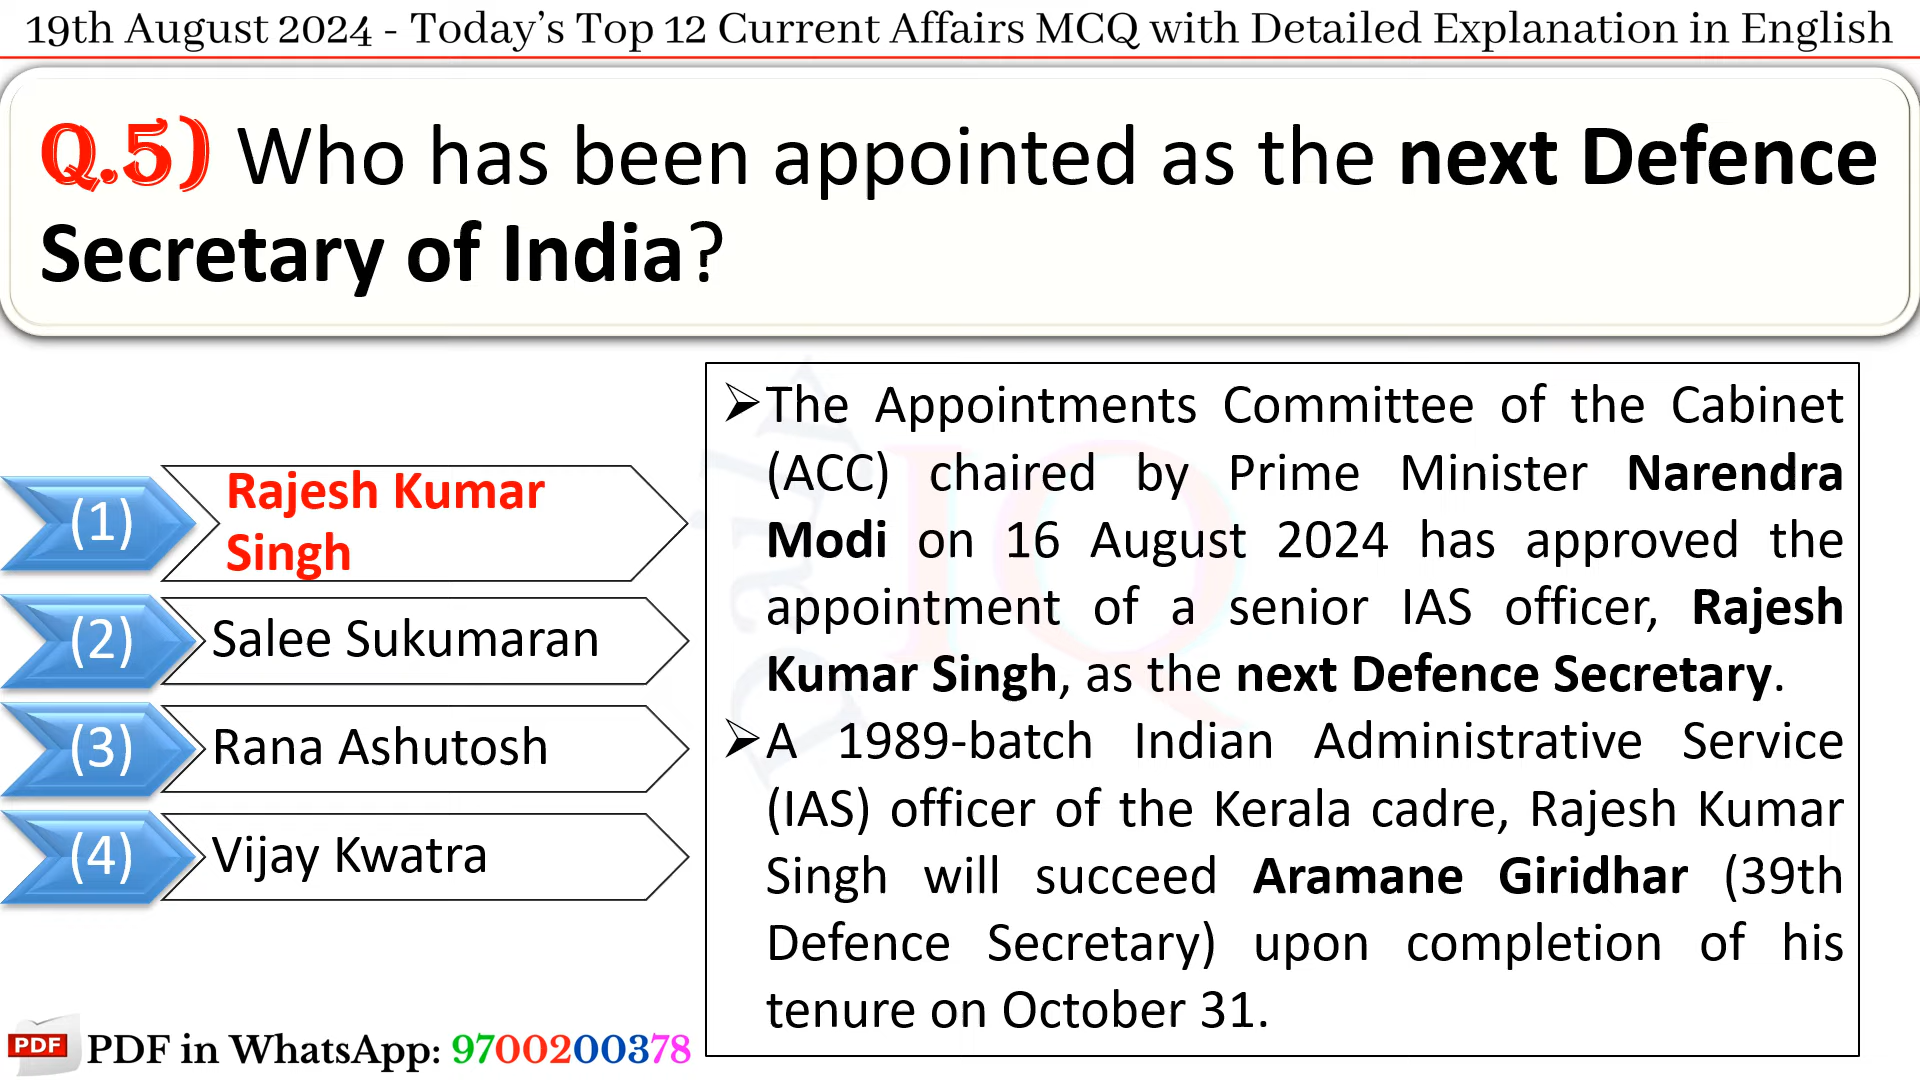 19th August 2024 - Today's Top 12 Current Affairs MCQ with Detailed Explanation in English
Q.5) Who has been appointed as the next Defence
Secretary of India?
(1) Rajesh Kumar
Singh
(2) Salee Sukumaran
(3) Rana Ashutosh
(4) Vijay Kwatra
➢The Appointments Committee of the Cabinet
(ACC) chaired by Prime Minister Narendra
Modi on 16 August 2024 has approved the
appointment of a senior IAS officer, Rajesh
Kumar Singh, as the next Defence Secretary.
➢A 1989-batch Indian Administrative Service
(IAS) officer of the Kerala cadre, Rajesh Kumar
Singh will succeed Aramane Giridhar (39th
Defence Secretary) upon completion of his
tenure on October 31.
Daily
IQ
PDF
PDF in WhatsApp: 9700200378